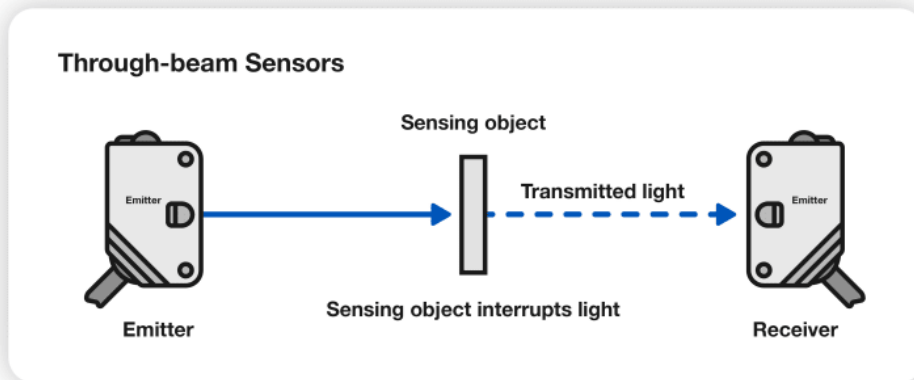 Through-beam Sensors
Sensing object
Transmitted light
Emitter
Emitter
Sensing object interrupts light
Emitter
Receiver